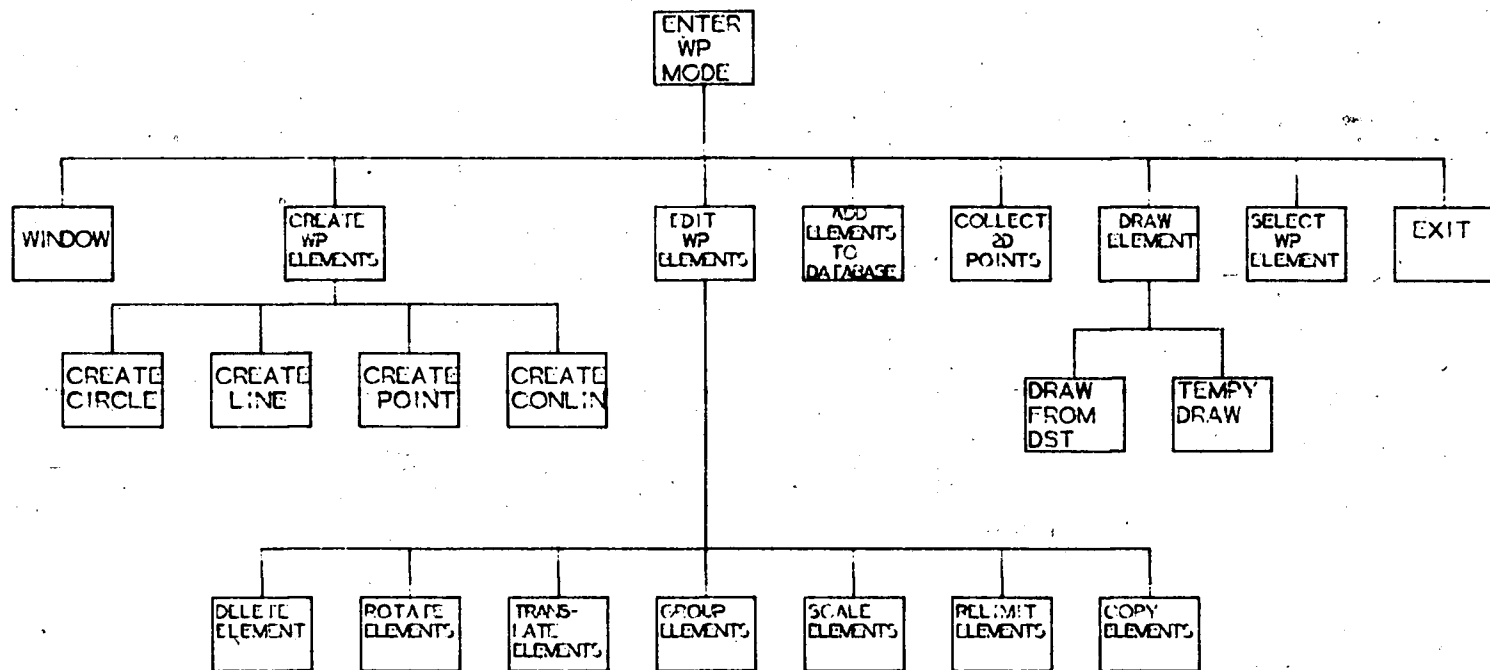 ENTER
WP
MODE
WINDOW
CREATE
WP
ELEMENTS
EDIT
WP
ELEMENTS
ADD
ELEMENTS
TO
DATABASE
COLLECT
2D
POINTS
DRAW
ELEMENT
SELECT
WP
ELEMENT
EXIT
CREATE
CIRCLE
CREATE
LINE
CREATE
POINT
CREATE
CONLIN
DRAW
FROM
DST
TEMPY
DRAW
DELETE
ELEMENT
ROTATE
ELEMENTS
TRANS-
LATE
ELEMENTS
GROUP
ELEMENTS
SCALE
ELEMENTS
RELIMIT
ELEMENTS
COPY
ELEMENTS